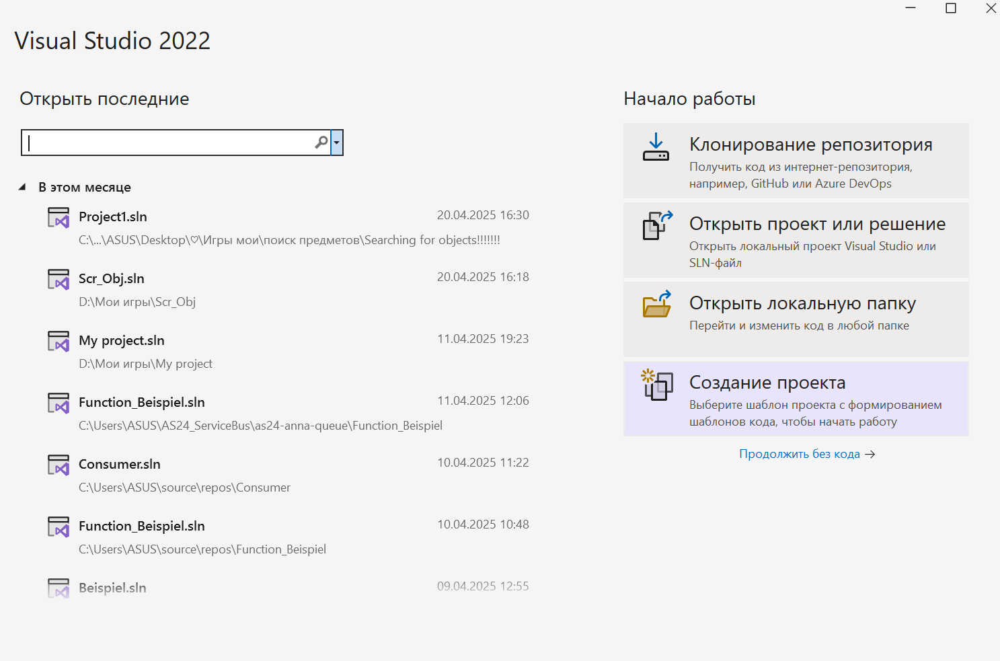 Visual Studio 2022
Открыть последние
В этом месяце
Project1.sln 20.04.2025 16:30
C:\...\ASUS\Desktop\♡\Игры мои\поиск предметов\Searching for objects!!!!!!!
Scr_Obj.sln 20.04.2025 16:18
D:\Мои игры\Scr_Obj
My project.sln 11.04.2025 19:23
D:\Мои игры\My project
Function_Beispiel.sln 11.04.2025 12:06
C:\Users\ASUS\AS24_ServiceBus\as24-anna-queue\Function_Beispiel
Consumer.sln 10.04.2025 11:22
C:\Users\ASUS\source\repos\Consumer
Function_Beispiel.sln 10.04.2025 10:48
C:\Users\ASUS\source\repos\Function_Beispiel
Beispiel.sln 09.04.2025 12:55
Начало работы
Клонирование репозитория
Получить код из интернет-репозитория,
например, GitHub или Azure DevOps
Открыть проект или решение
Открыть локальный проект Visual Studio или
SLN-файл
Открыть локальную папку
Перейти и изменить код в любой папке
Создание проекта
Выберите шаблон проекта с формированием
шаблонов кода, чтобы начать работу
Продолжить без кода →